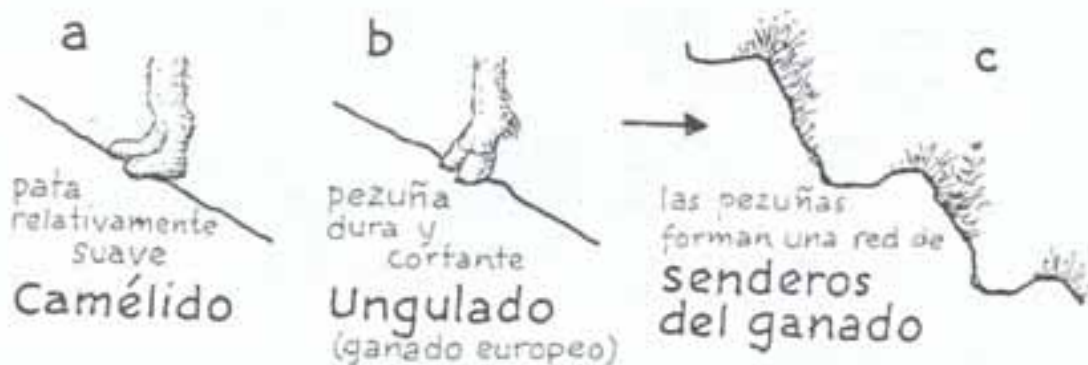 a
pata
relativamente
suave
Camélido
b
pezuña
dura y
cortante
Ungulado
(ganado europeo)
c
las pezuñas
forman una red de
senderos
del ganado